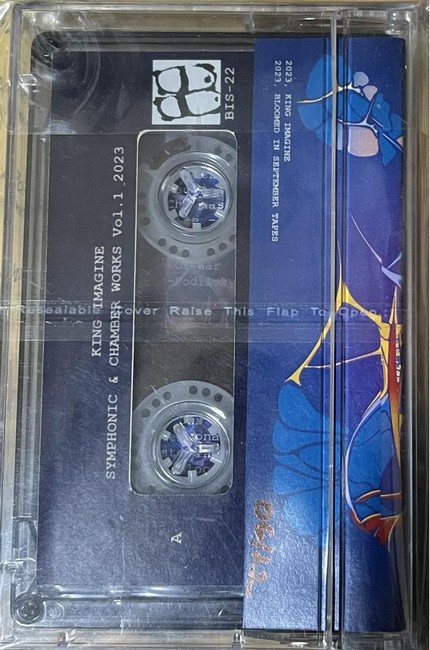 BIS-22
KING IMAGINE
SYMPHONIC & CHAMBER WORKS Vol.1 2023
A
2023, KING IMAGINE
2023, BLOOMED IN SEPTEMBER TAPES
Resealable Cover Raise This Flap To Open